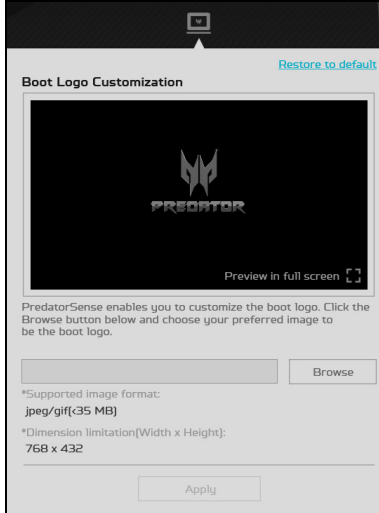 Restore to default
Boot Logo Customization
PREDATOR
Preview in full screen
PredatorSense enables you to customize the boot logo. Click the
Browse button below and choose your preferred image to
be the boot logo.
Browse
*Supported image format:
jpeg/gif(<35 MB)
*Dimension limitation(Width x Height):
768 x 432
Apply